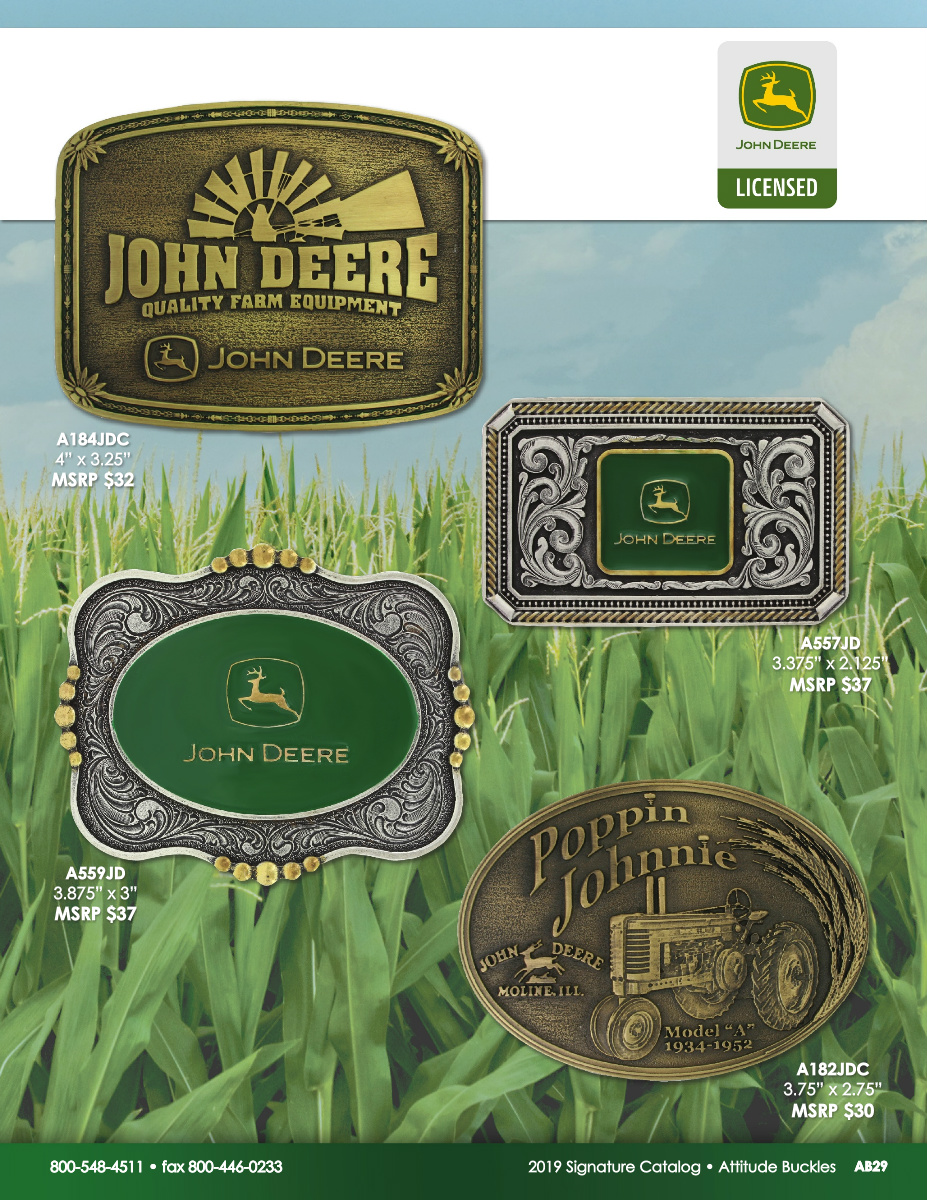 JOHN DEERE
LICENSED
JOHN DEERE
QUALITY FARM EQUIPMENT
JOHN DEERE
A184JDC
4” x 3.25”
MSRP $32
JOHN DEERE
A557JD
3.375” x 2.125”
MSRP $37
JOHN DEERE
A559JD
3.875” x 3”
MSRP $37
Poppin
Johnnie
JOHN DEERE
MOLINE, ILL.
Model “A”
1934-1952
A182JDC
3.75” x 2.75”
MSRP $30
800-548-4511 • fax 800-446-0233
2019 Signature Catalog • Attitude Buckles AB29